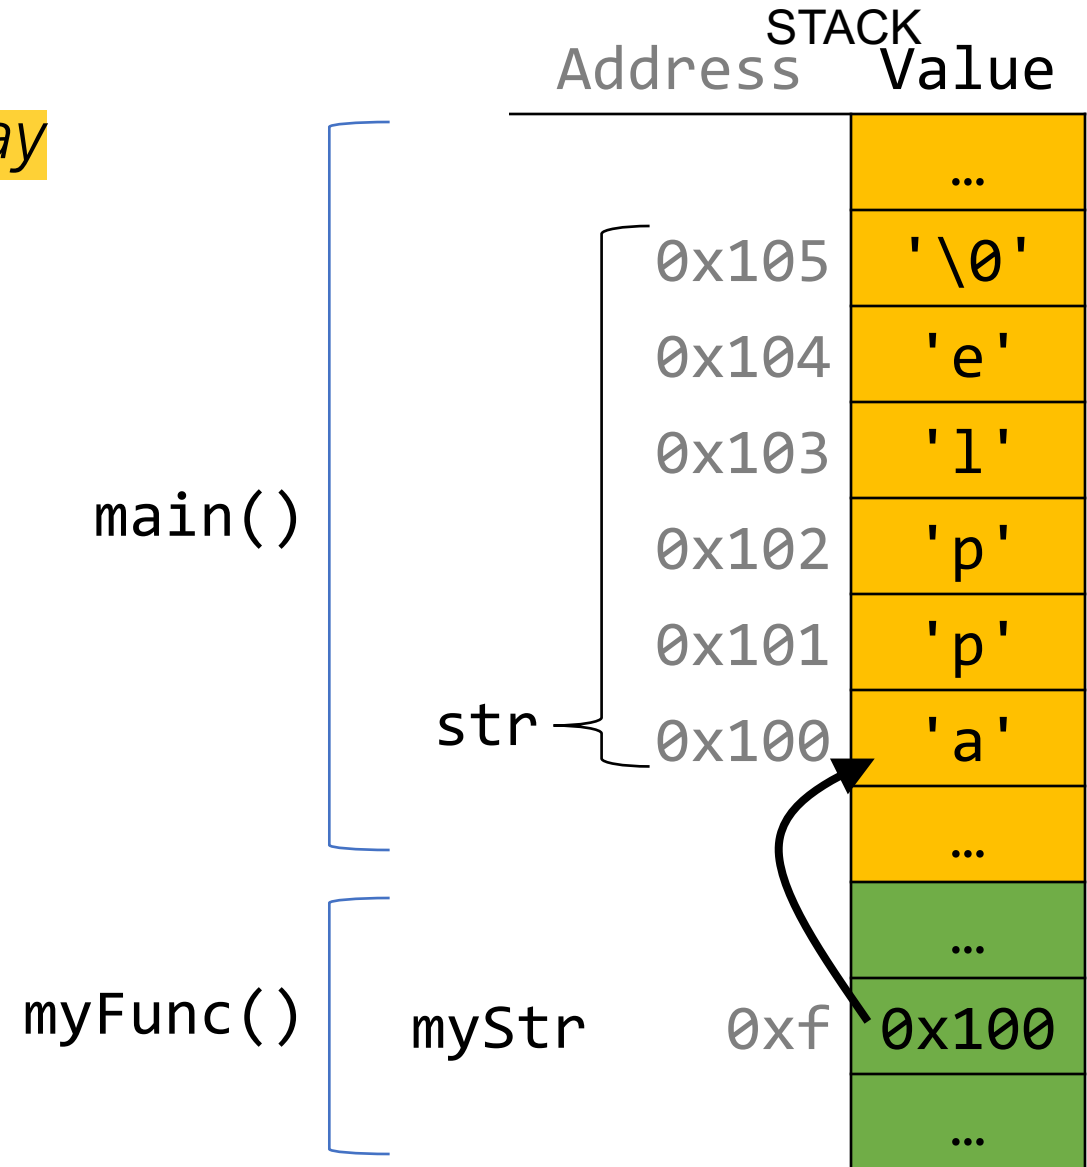 STACK
Address Value
ay
…
0x105 '\0'
0x104 'e'
0x103 'l'
main() 0x102 'p'
0x101 'p'
str 0x100 'a'
…
…
myFunc() myStr 0xf 0x100
…